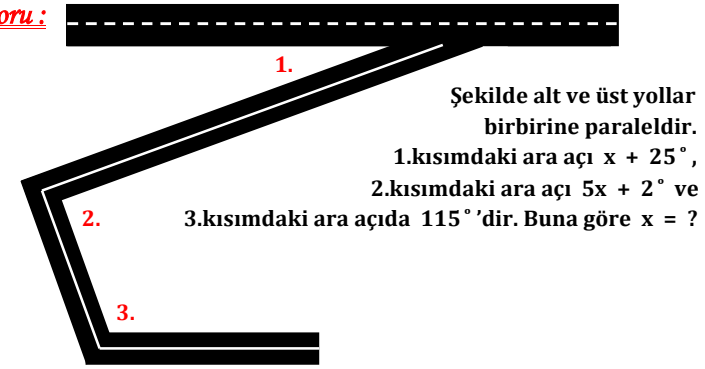 oru :
1.
Şekilde alt ve üst yollar
birbirine paraleldir.
1.kısımdaki ara açı x + 25˚,
2.kısımdaki ara açı 5x + 2˚ ve
2.
3.kısımdaki ara açıda 115˚’dir. Buna göre x = ?
3.